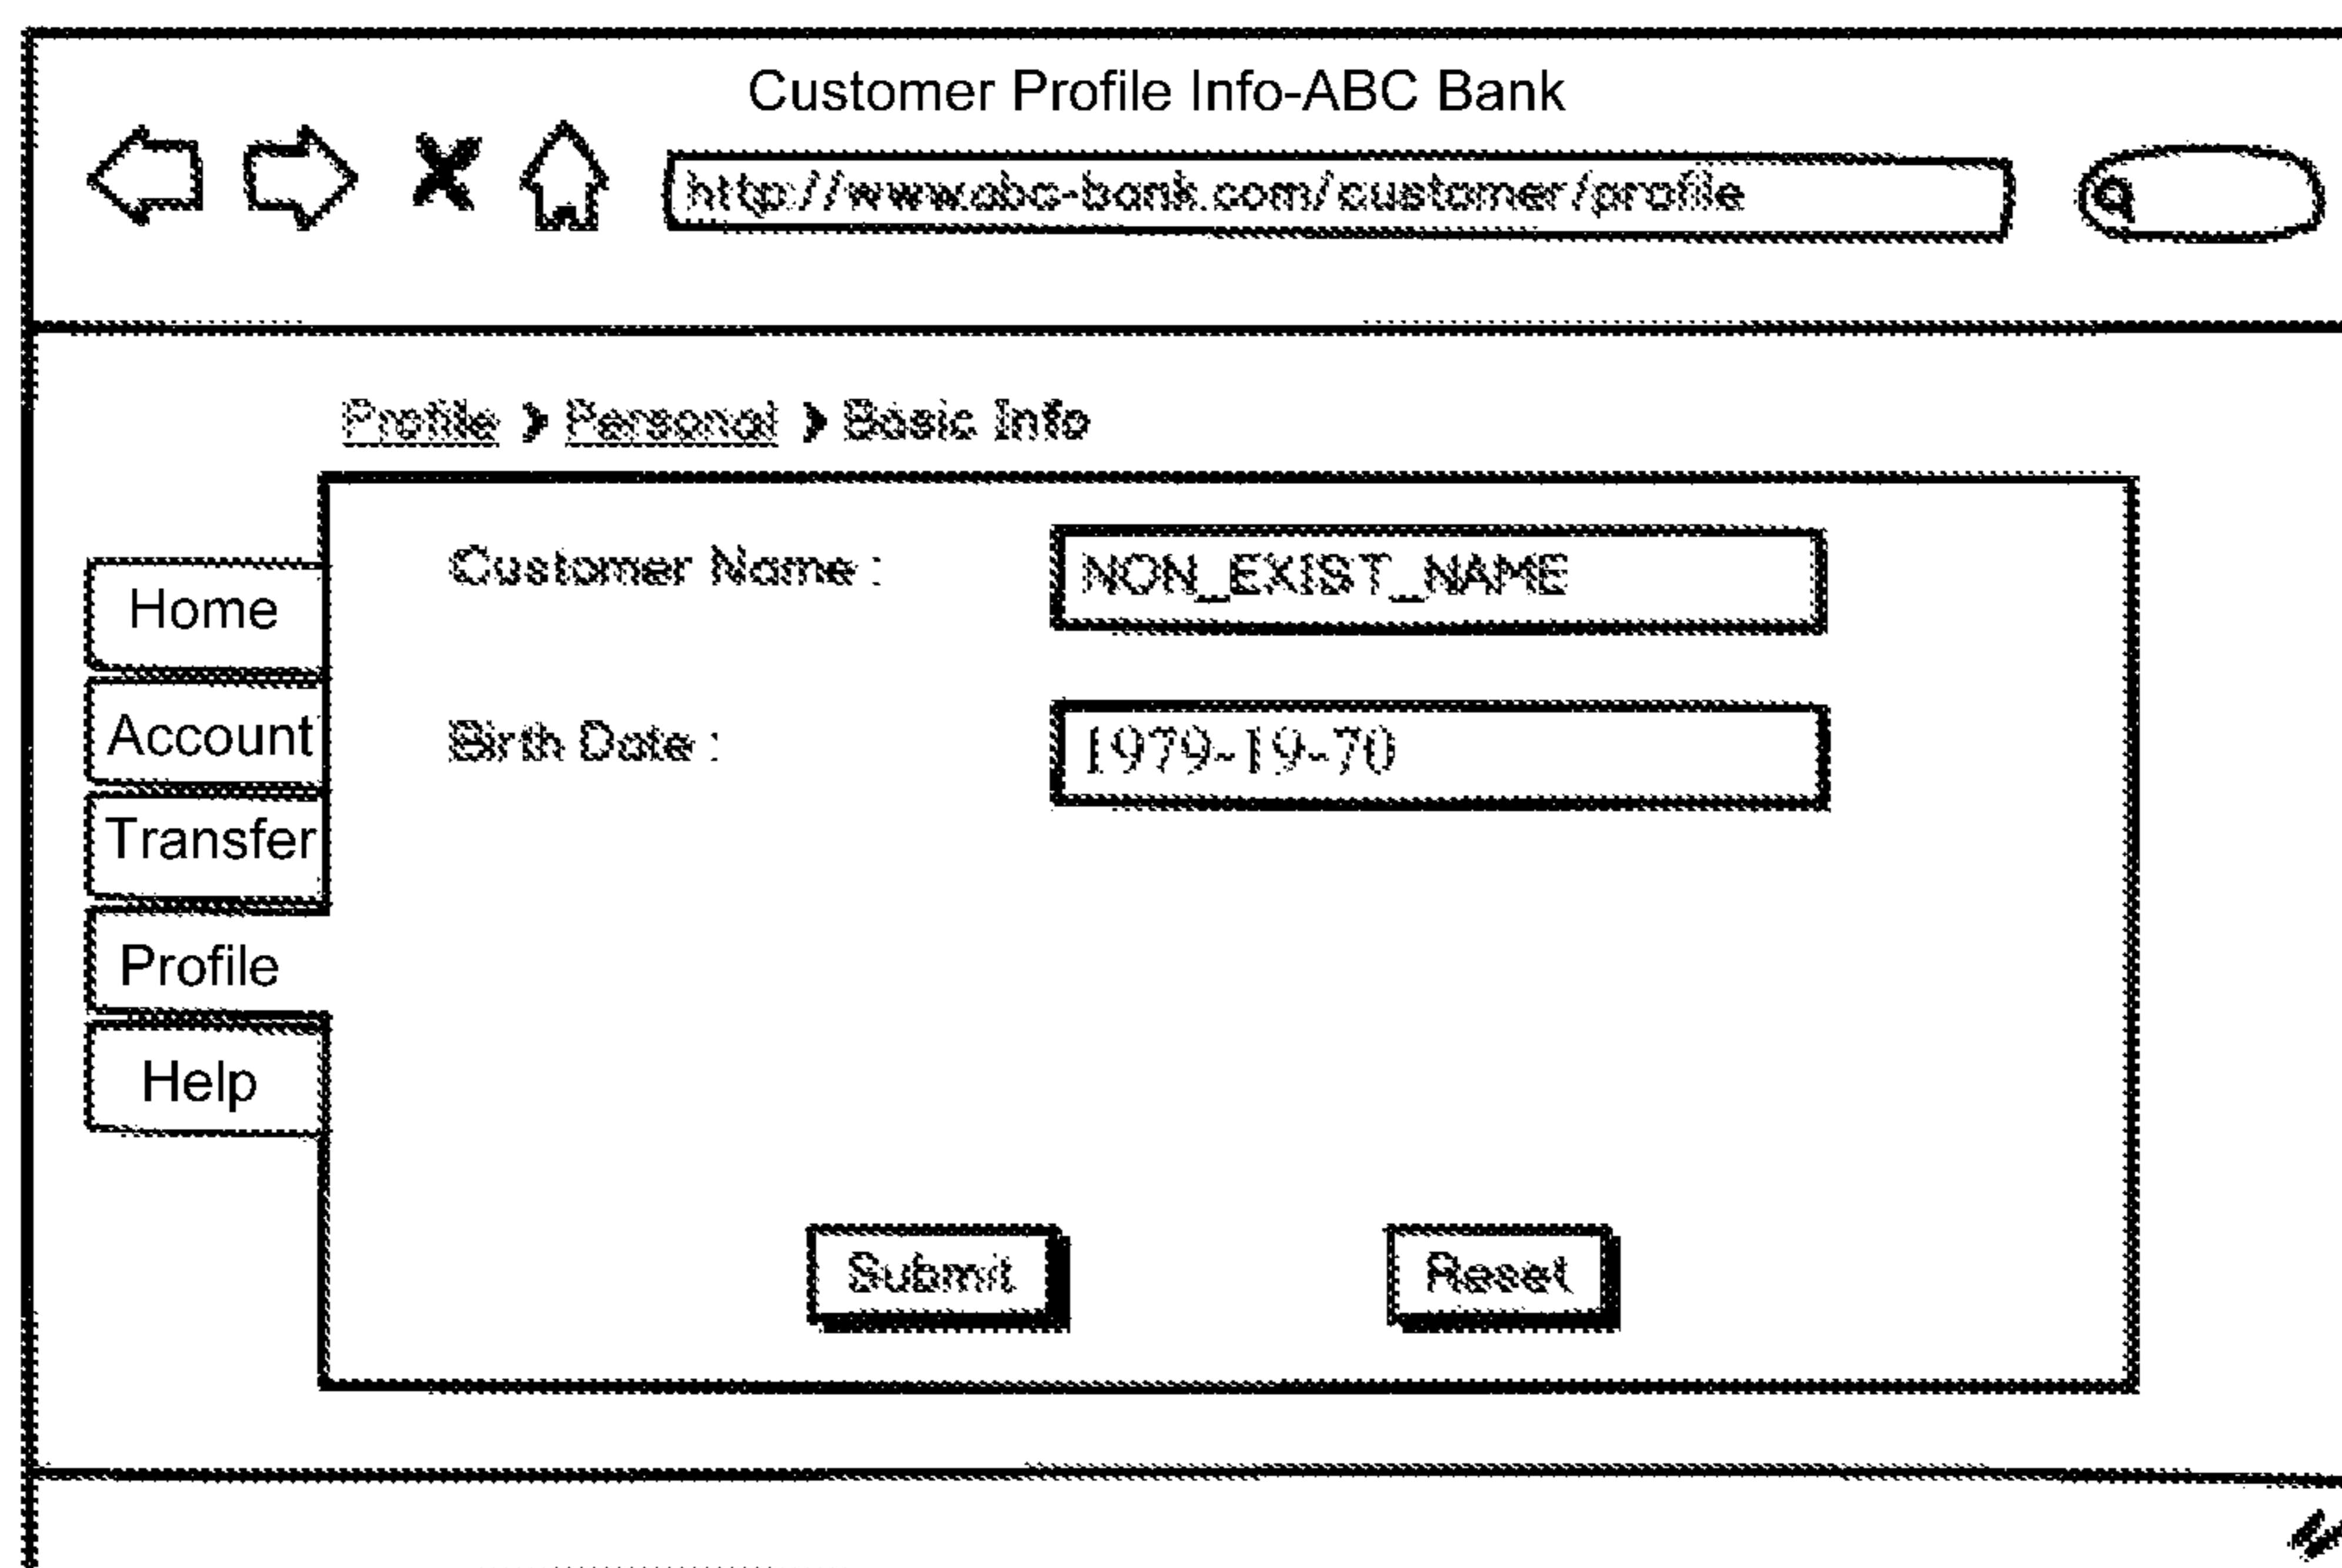 Customer Profile Info-ABC Bank
http://www.abc-bank.com/customer/profile
Profile > Personal > Basic Info
Customer Name : NON_EXIST_NAME
Home
Birth Date : 1979-19-70
Account
Transfer
Profile
Help
Submit Reset